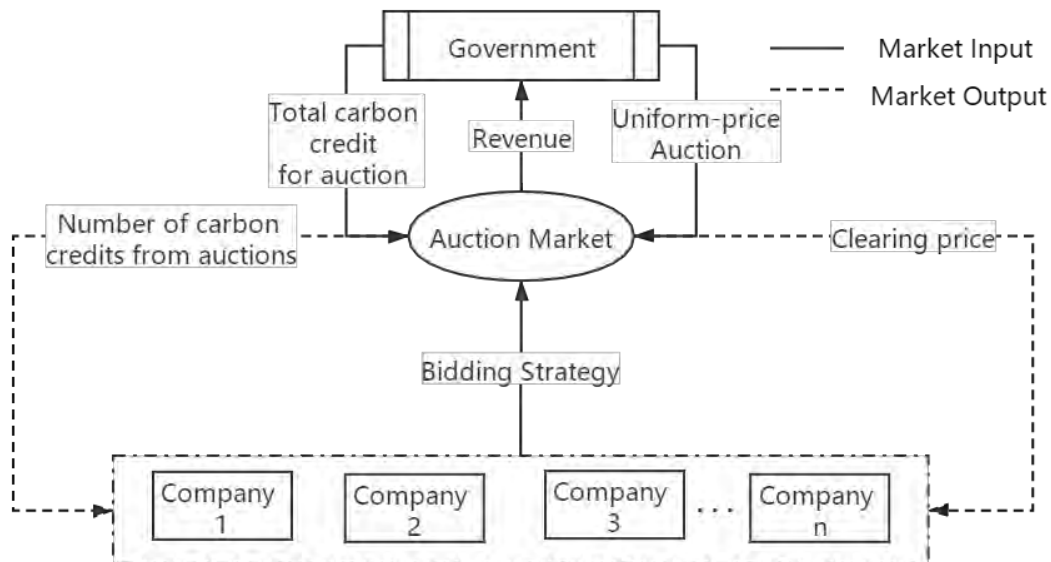 Government
Market Input
Market Output
Total carbon
credit
for auction
Revenue
Uniform-price
Auction
Number of carbon
credits from auctions
Auction Market
Clearing price
Bidding Strategy
Company
1
Company
2
Company
3
...
Company
n